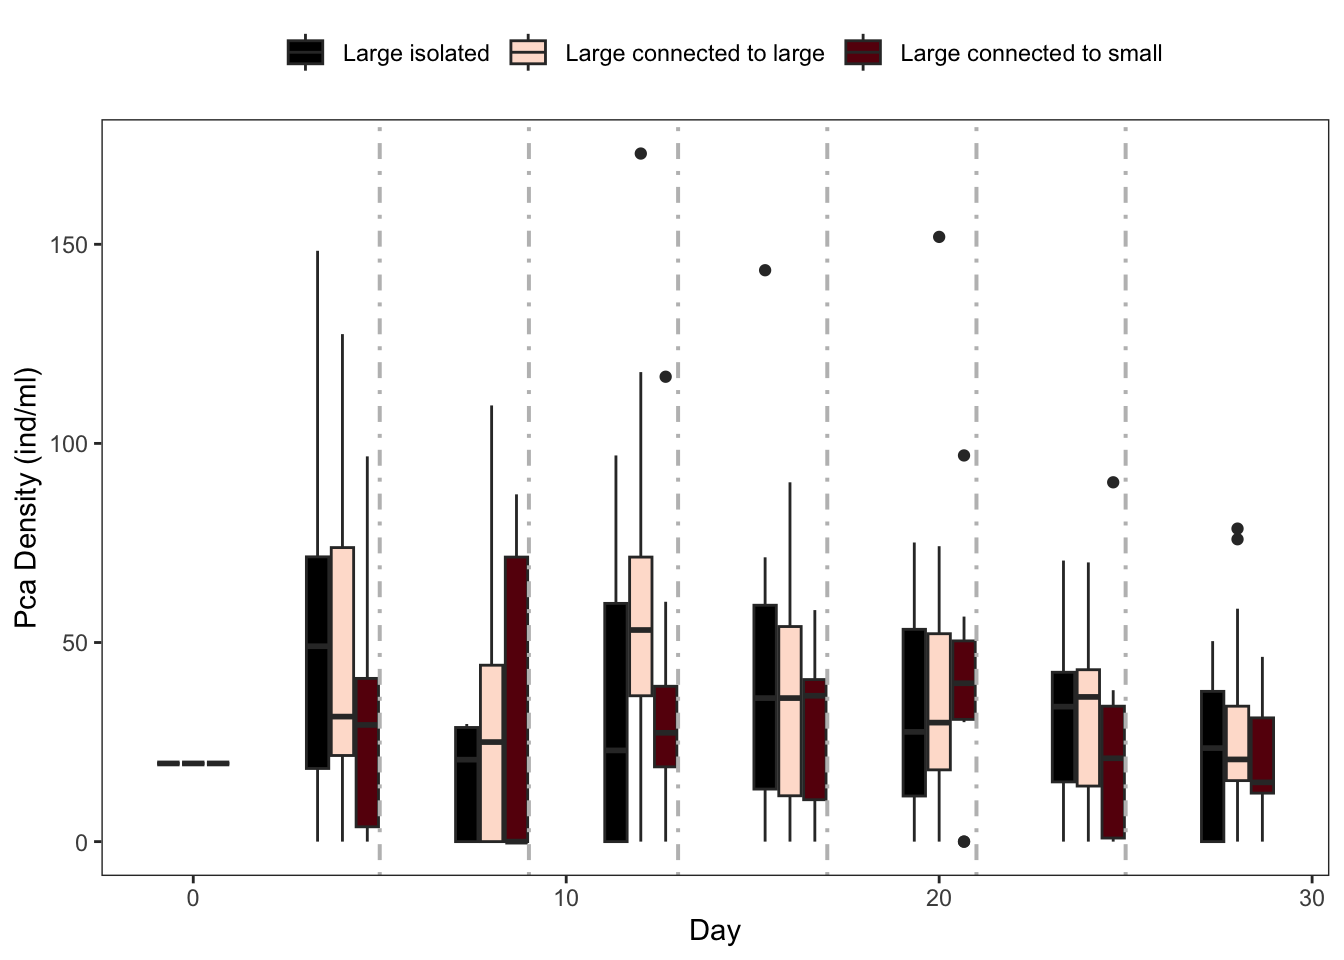 Large isolated Large connected to large Large connected to small
150
100
50
0
Pca Density (ind/ml)
0 10 20 30
Day